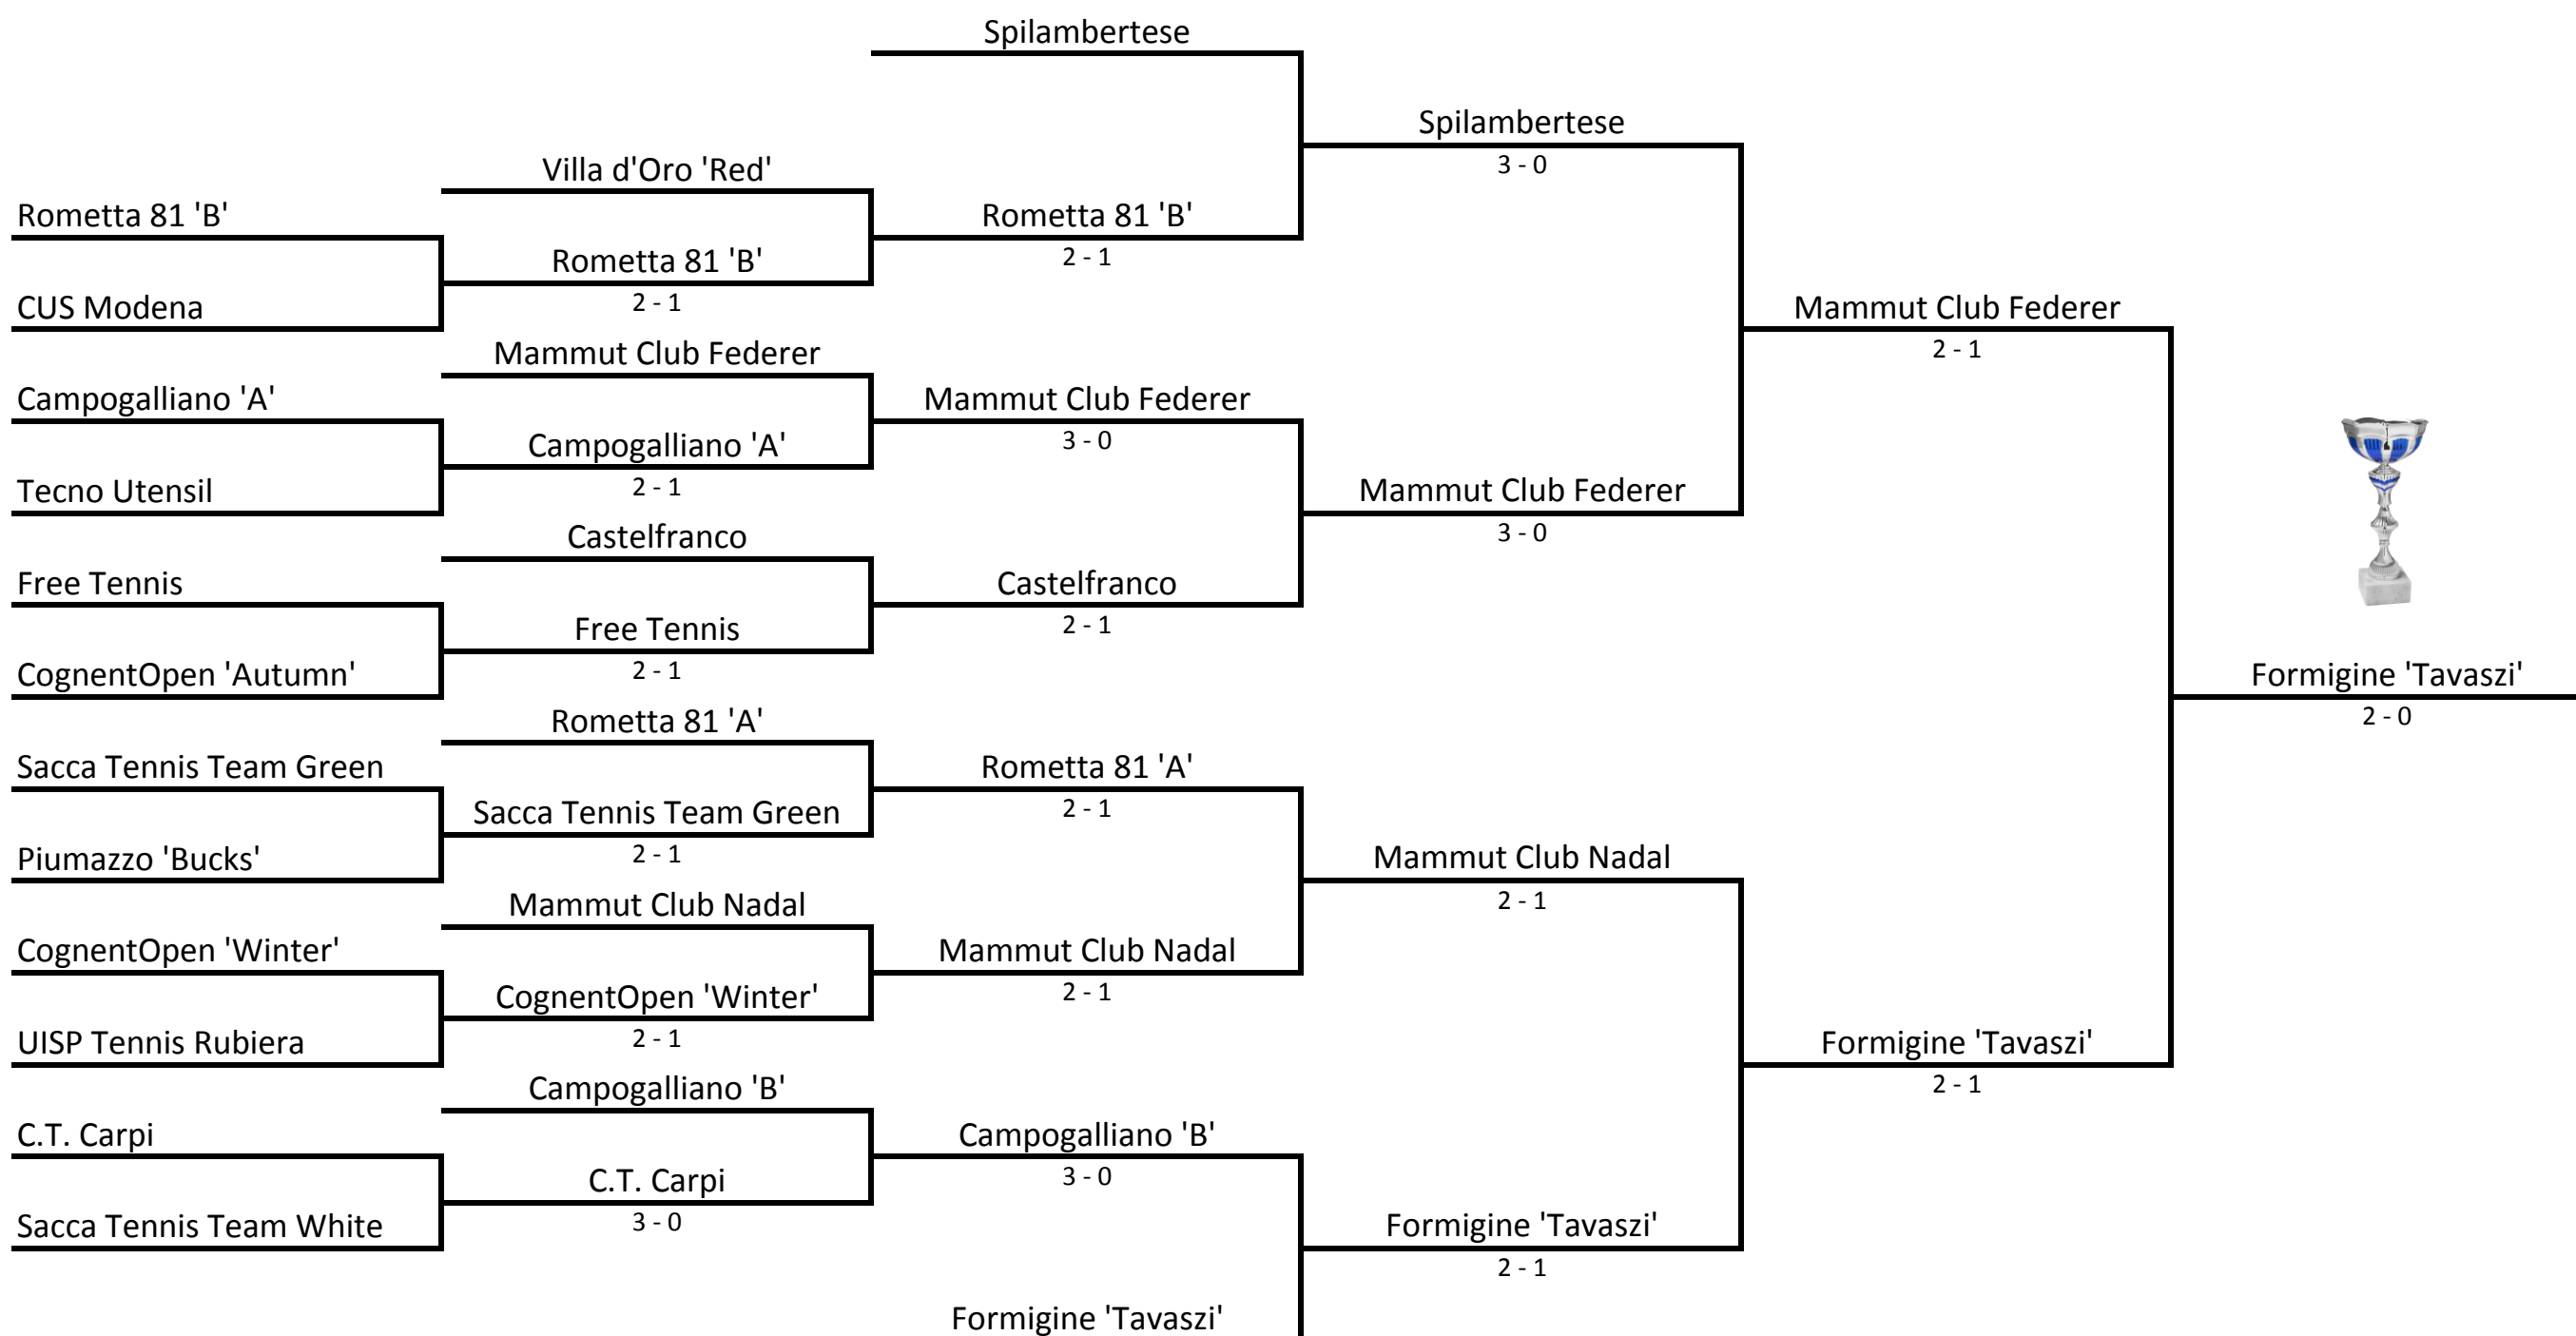 Spilambertese
Spilambertese
3 - 0
Villa d'Oro 'Red'
Rometta 81 'B'
Rometta 81 'B'
2 - 1
Rometta 81 'B'
2 - 1
CUS Modena
Mammut Club Federer
2 - 1
Mammut Club Federer
Campogalliano 'A'
Mammut Club Federer
3 - 0
Campogalliano 'A'
2 - 1
Tecno Utensil
Mammut Club Federer
3 - 0
Castelfranco
Free Tennis
Castelfranco
2 - 1
Free Tennis
2 - 1
CognentOpen 'Autumn'
Formigine 'Tavaszi'
2 - 0
Rometta 81 'A'
Sacca Tennis Team Green
Rometta 81 'A'
2 - 1
Sacca Tennis Team Green
2 - 1
Piumazzo 'Bucks'
Mammut Club Nadal
2 - 1
Mammut Club Nadal
CognentOpen 'Winter'
Mammut Club Nadal
2 - 1
CognentOpen 'Winter'
2 - 1
UISP Tennis Rubiera
Formigine 'Tavaszi'
2 - 1
Campogalliano 'B'
C.T. Carpi
Campogalliano 'B'
3 - 0
C.T. Carpi
3 - 0
Sacca Tennis Team White
Formigine 'Tavaszi'
2 - 1
Formigine 'Tavaszi'